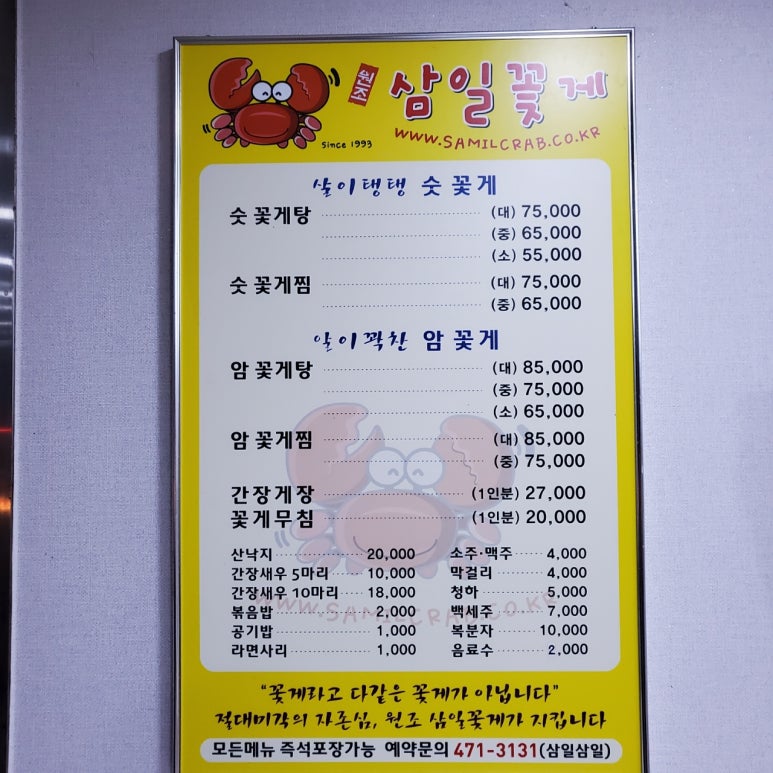 원조 삼일꽃게
Since 1993
WWW.SAMILCRAB.CO.KR
살이탱탱 숫 꽃게
숫 꽃게탕 (대) 75,000
(중) 65,000
(소) 55,000
숫 꽃게찜 (대) 75,000
(중) 65,000
알이꽉찬 암 꽃게
암 꽃게탕 (대) 85,000
(중) 75,000
(소) 65,000
암 꽃게찜 (대) 85,000
(중) 75,000
간장게장 (1인분) 27,000
꽃게무침 (1인분) 20,000
산낙지 20,000 소주·맥주 4,000
간장새우 5마리 10,000 막걸리 4,000
간장새우 10마리 18,000 청하 5,000
WWW.SAMILCRAB.CO.KR
볶음밥 2,000 백세주 7,000
공기밥 1,000 복분자 10,000
라면사리 1,000 음료수 2,000
“꽃게라고 다같은 꽃게가 아닙니다”
절대미각의 자존심, 원조 삼일꽃게가 지킵니다
모든메뉴 즉석포장가능 예약문의 471-3131(삼일삼일)